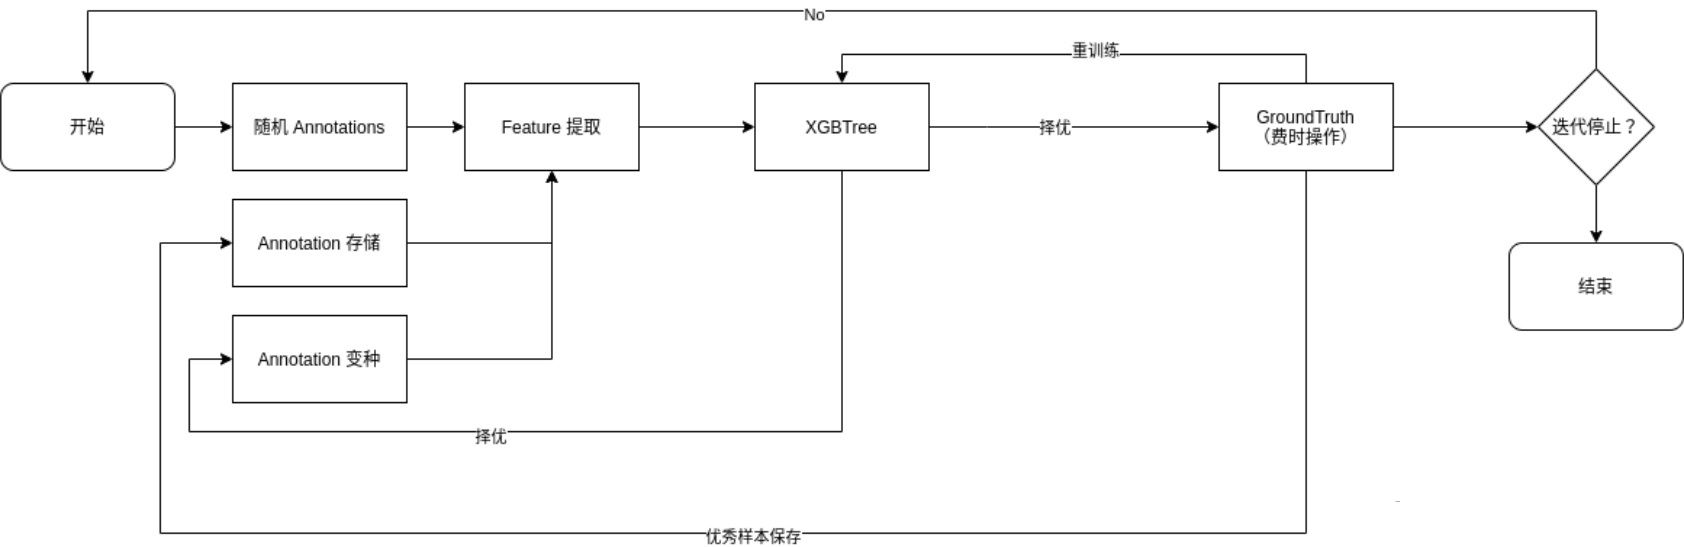 No
重训练
开始
随机 Annotations
Feature 提取
XGBTree
择优
GroundTruth
（费时操作）
迭代停止？
Annotation 存储
结束
Annotation 变种
择优
优秀样本保存